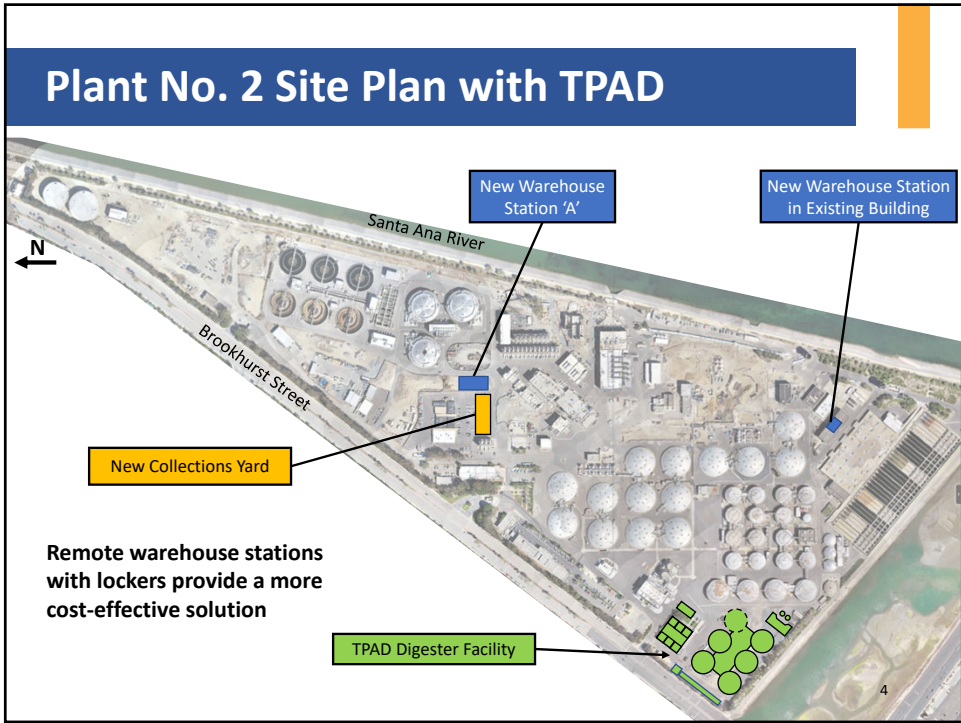 Plant No. 2 Site Plan with TPAD
New Warehouse
Station ‘A’
New Warehouse Station
in Existing Building
Santa Ana River
N
Brookhurst Street
New Collections Yard
Remote warehouse stations
with lockers provide a more
cost-effective solution
TPAD Digester Facility
4